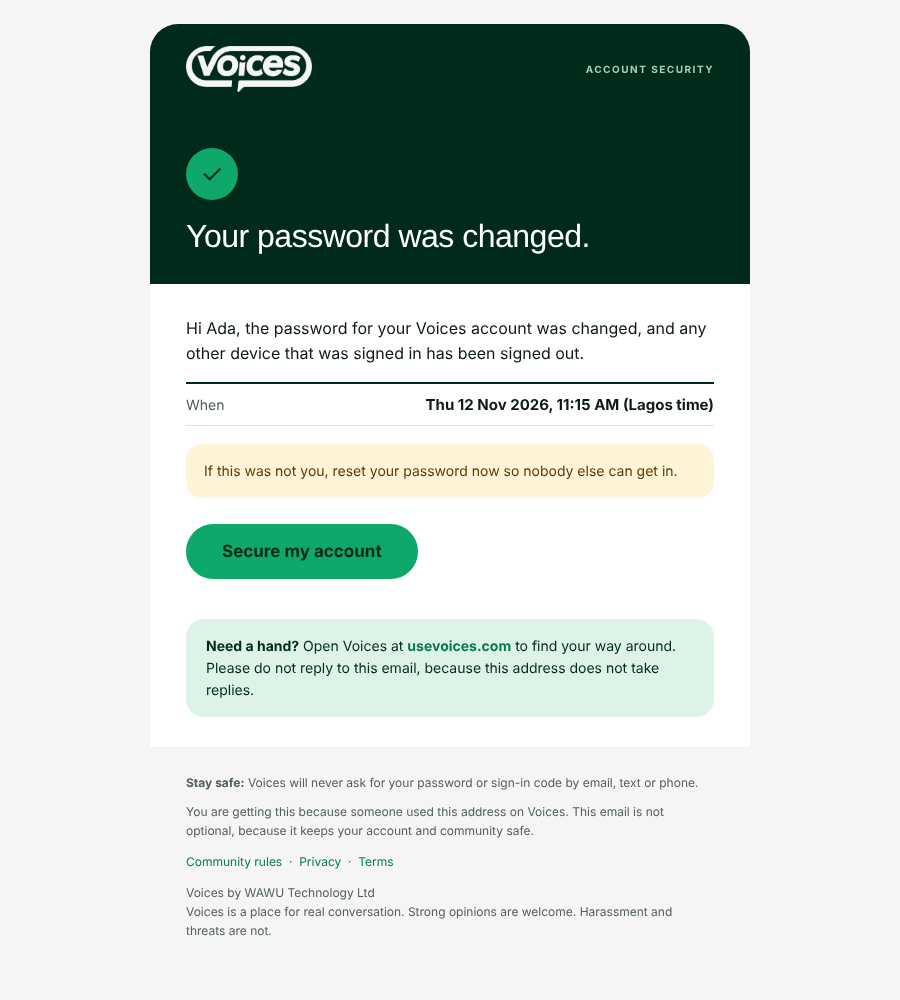 Voices
ACCOUNT SECURITY
Your password was changed.
Hi Ada, the password for your Voices account was changed, and any
other device that was signed in has been signed out.
When
Thu 12 Nov 2026, 11:15 AM (Lagos time)
If this was not you, reset your password now so nobody else can get in.
Secure my account
Need a hand? Open Voices at usevoices.com to find your way around.
Please do not reply to this email, because this address does not take
replies.
Stay safe: Voices will never ask for your password or sign-in code by email, text or phone.
You are getting this because someone used this address on Voices. This email is not
optional, because it keeps your account and community safe.
Community rules · Privacy · Terms
Voices by WAWU Technology Ltd
Voices is a place for real conversation. Strong opinions are welcome. Harassment and
threats are not.